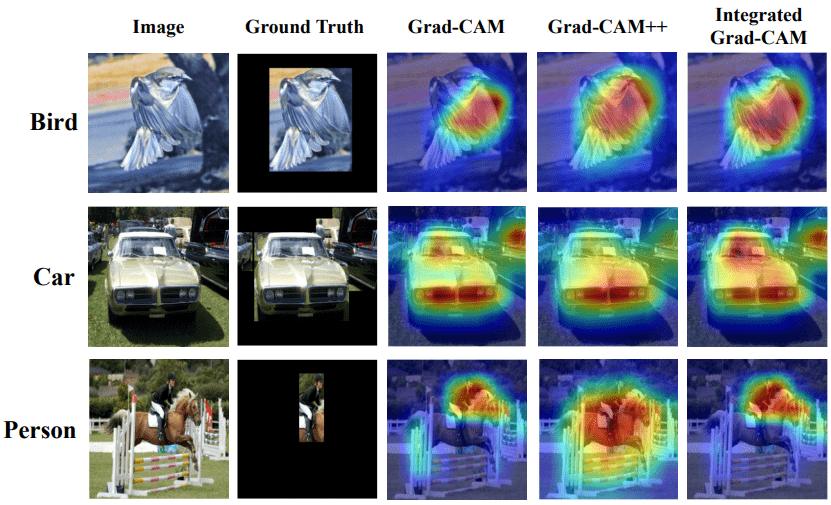 Image
Ground Truth
Grad-CAM
Grad-CAM++
Integrated
Grad-CAM
Bird
Car
Person